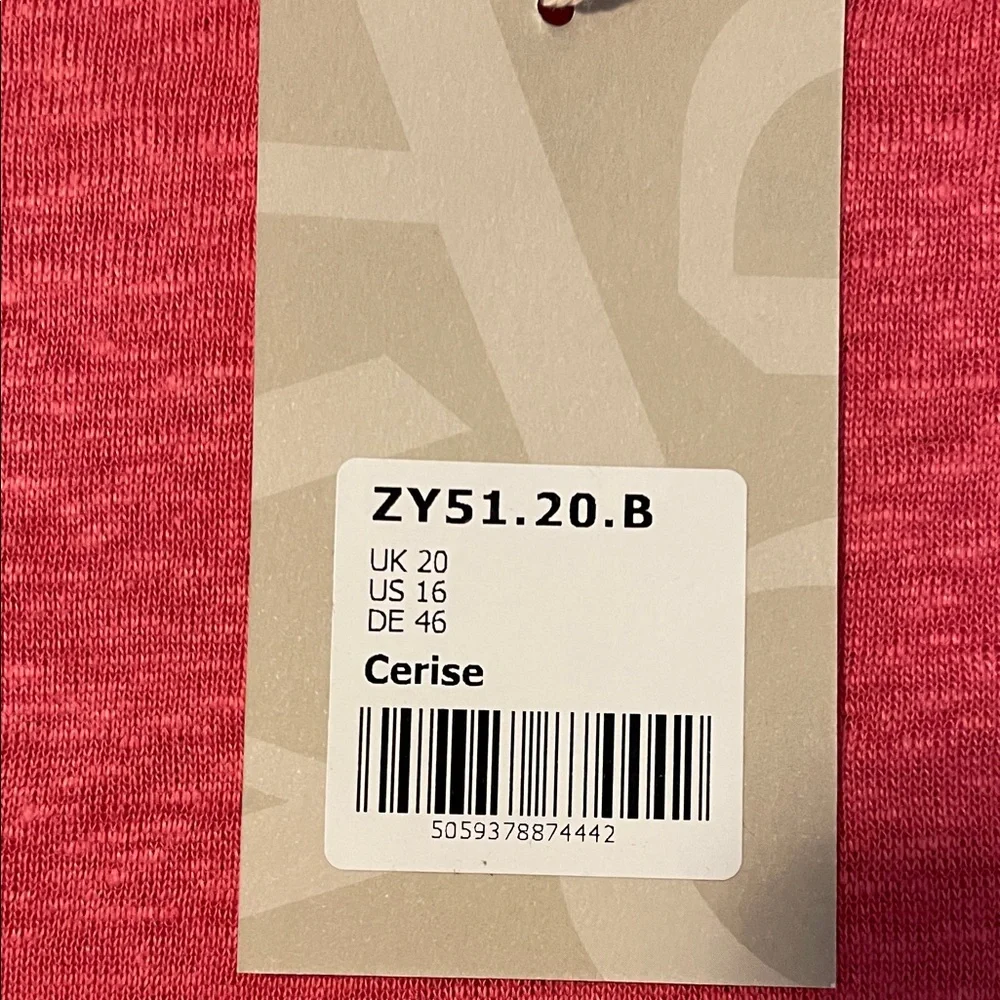 ZY51.20.B
UK 20
US 16
DE 46
Cerise
5059378874442